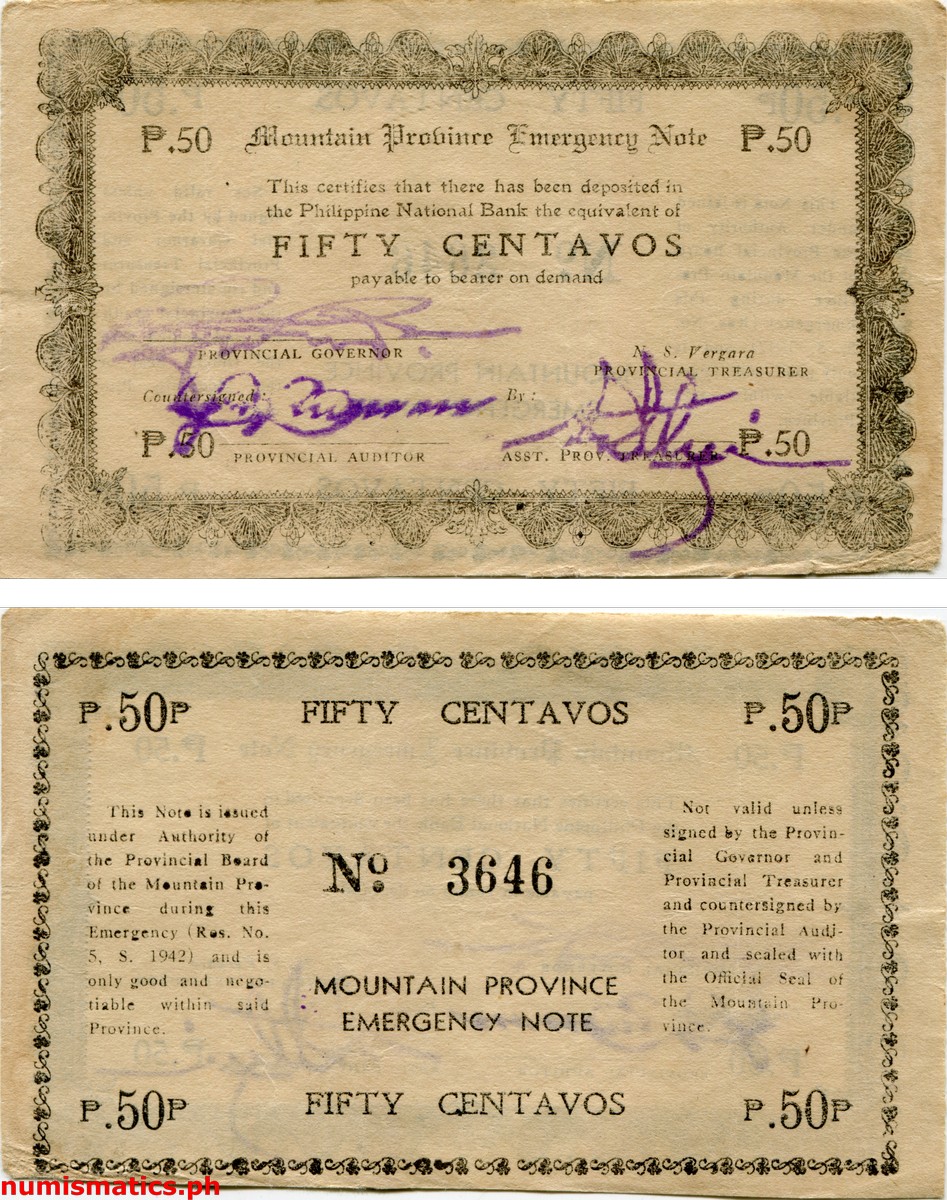 ₱.50 Mountain Province Emergency Note ₱.50
This certifies that there has been deposited in
the Philippine National Bank the equivalent of
FIFTY CENTAVOS
payable to bearer on demand
PROVINCIAL GOVERNOR
N. S. Vergara
PROVINCIAL TREASURER
Countersigned:
By:
₱.50
₱.50
PROVINCIAL AUDITOR
ASST. PROV. TREASURER
₱.50₱ FIFTY CENTAVOS ₱.50₱
This Note is issued
under Authority of
the Provincial Board
of the Mountain Pro-
vince during this
Emergency (Res. No.
5, S. 1942) and is
only good and nego-
tiable within said
Province.
Nº 3646
MOUNTAIN PROVINCE
EMERGENCY NOTE
Not valid unless
signed by the Provin-
cial Governor and
Provincial Treasurer
and countersigned by
the Provincial Audi-
tor and sealed with
the Official Seal of
the Mountain Pro-
vince.
₱.50₱ FIFTY CENTAVOS ₱.50₱
numismatics.ph